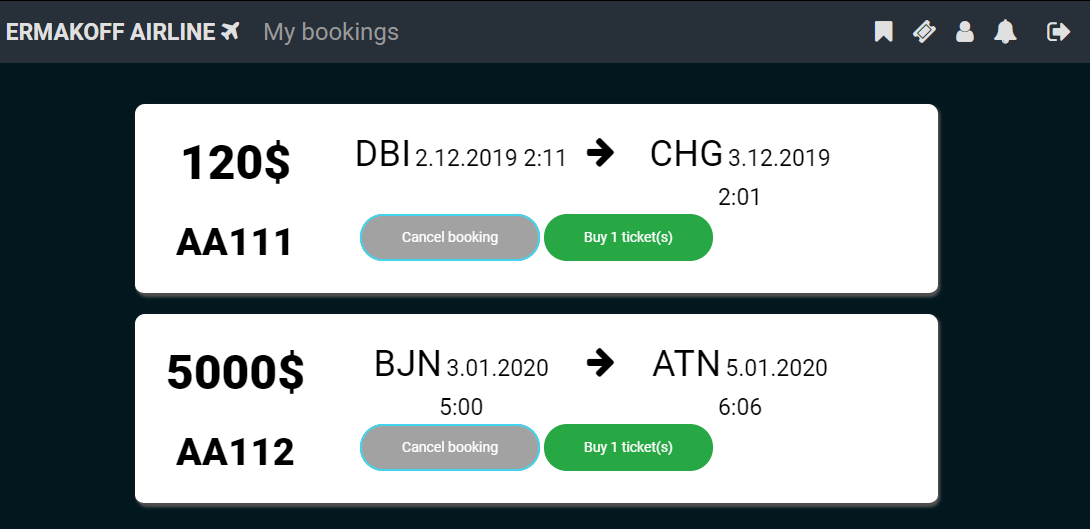 ERMAKOFF AIRLINE My bookings
120$ DBI 2.12.2019 2:11 CHG 3.12.2019
2:01
AA111 Cancel booking Buy 1 ticket(s)
5000$ BJN 3.01.2020 ATN 5.01.2020
5:00 6:06
AA112 Cancel booking Buy 1 ticket(s)